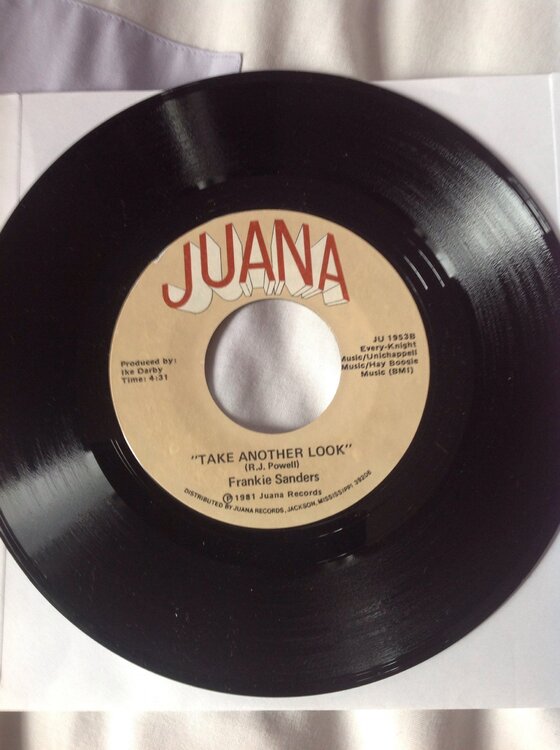 JUANA
JU 1953B
Every-Knight
Music/Unichappell
Music/Hay Boogie
Music (BMI)
Produced by:
Ike Darby
Time: 4:31
"TAKE ANOTHER LOOK"
(R.J. Powell)
Frankie Sanders
Ⓟ 1981 Juana Records
DISTRIBUTED BY JUANA RECORDS, JACKSON, MISSISSIPPI 39206